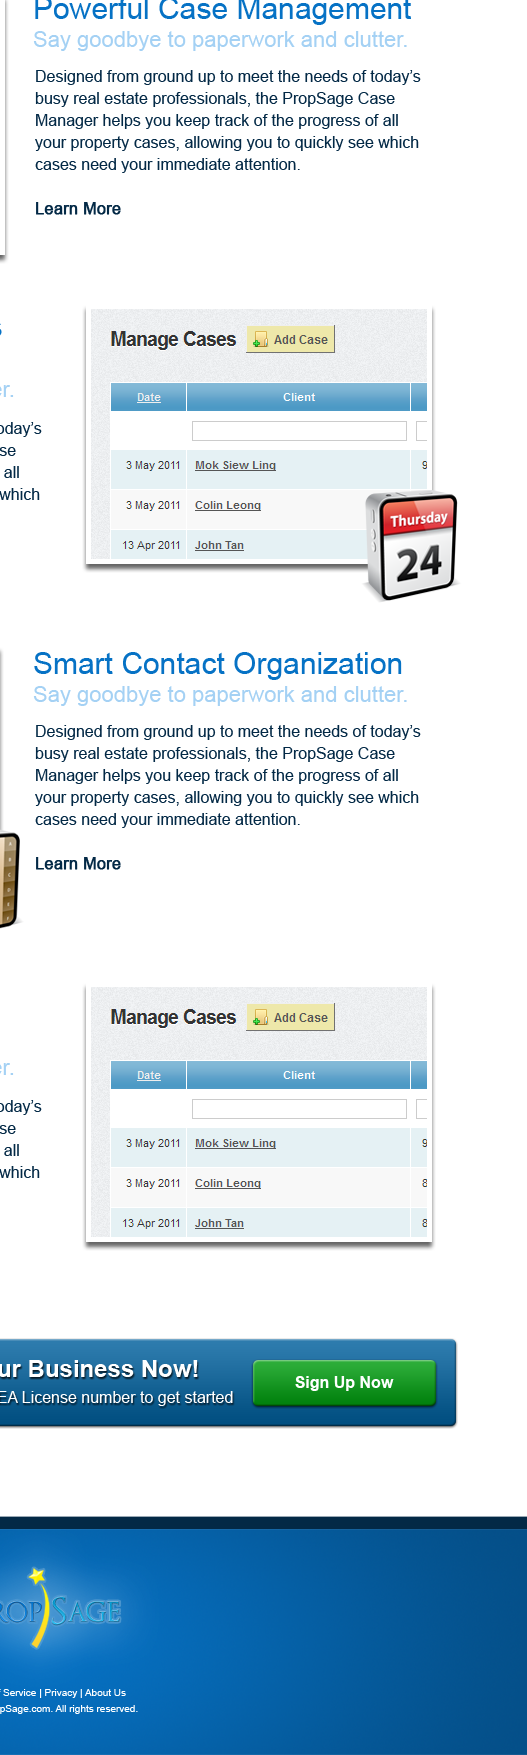 Powerful Case Management
Say goodbye to paperwork and clutter.
Designed from ground up to meet the needs of today's
busy real estate professionals, the PropSage Case
Manager helps you keep track of the progress of all
your property cases, allowing you to quickly see which
cases need your immediate attention.
Learn More
s
er.
oday's
se
all
which
Manage Cases
Add Case
Date Client
3 May 2011 Mok Siew Ling 9
3 May 2011 Colin Leong
13 Apr 2011 John Tan
Thursday
24
Smart Contact Organization
Say goodbye to paperwork and clutter.
Designed from ground up to meet the needs of today's
busy real estate professionals, the PropSage Case
Manager helps you keep track of the progress of all
your property cases, allowing you to quickly see which
cases need your immediate attention.
Learn More
er.
oday's
se
all
which
Manage Cases
Add Case
Date Client
3 May 2011 Mok Siew Ling 9
3 May 2011 Colin Leong 8
13 Apr 2011 John Tan 8
ur Business Now!
EA License number to get started
Sign Up Now
ROPSAGE
f Service | Privacy | About Us
pSage.com. All rights reserved.